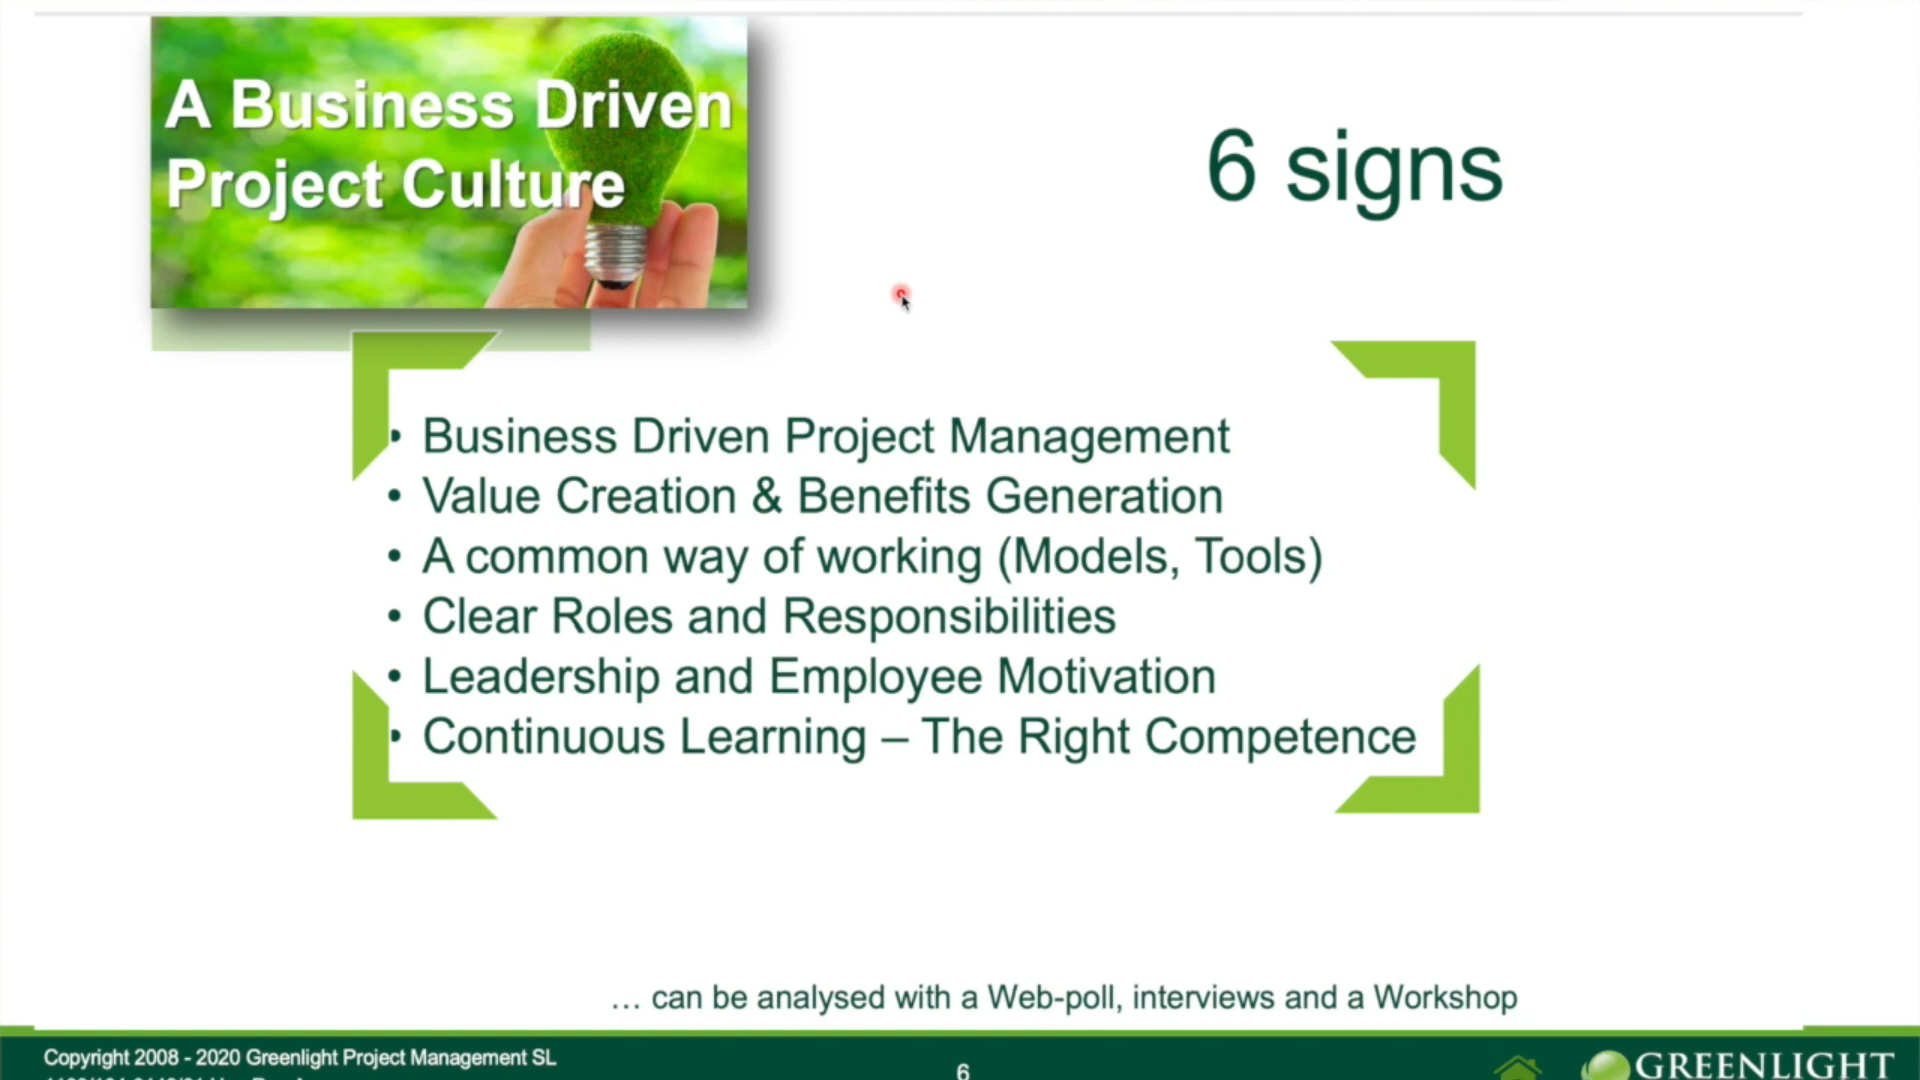 A Business Driven
Project Culture
6 signs
• Business Driven Project Management
• Value Creation & Benefits Generation
• A common way of working (Models, Tools)
• Clear Roles and Responsibilities
• Leadership and Employee Motivation
• Continuous Learning – The Right Competence
… can be analysed with a Web-poll, interviews and a Workshop
Copyright 2008 - 2020 Greenlight Project Management SL
6
GREENLIGHT